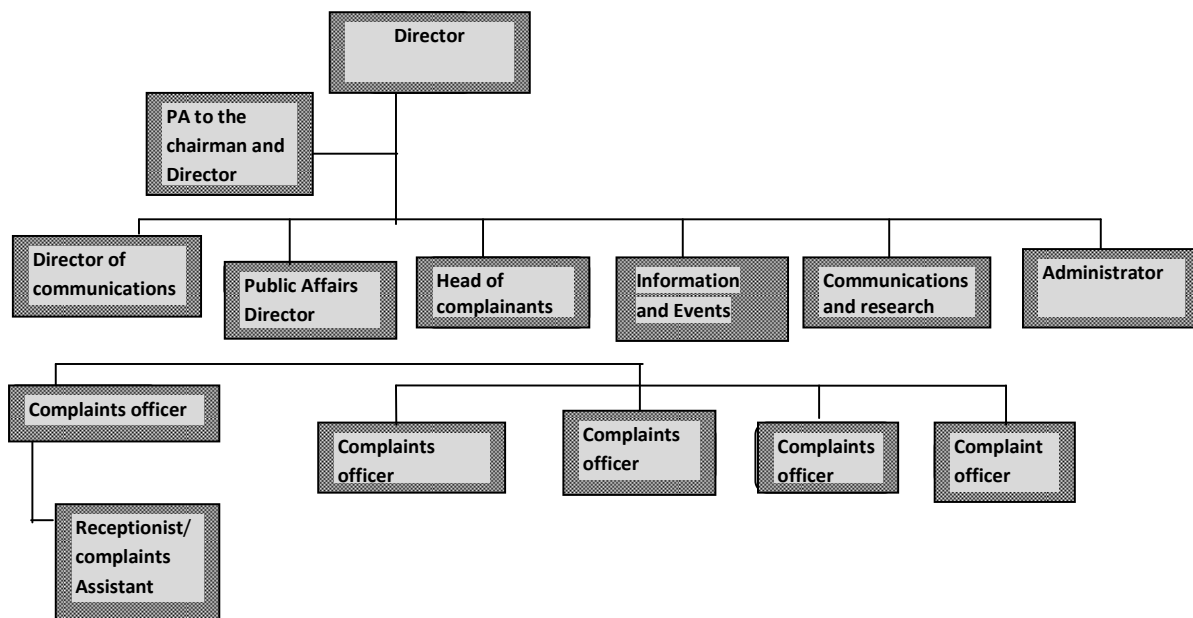 Director
PA to the
chairman and
Director
Director of
communications
Public Affairs
Director
Head of
complainants
Information
and Events
Communications
and research
Administrator
Complaints officer
Complaints
officer
Complaints
officer
Complaints
officer
Complaint
officer
Receptionist/
complaints
Assistant